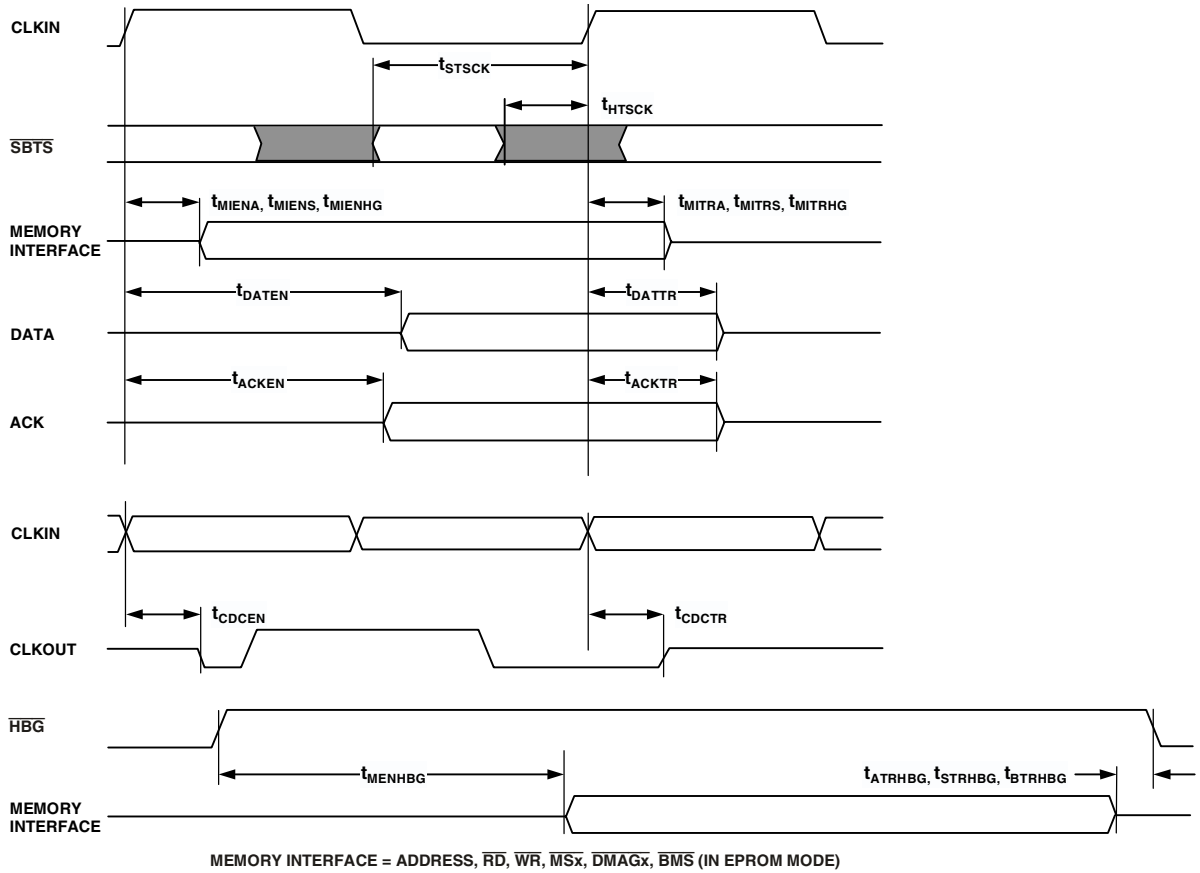 CLKIN
tSTSCK
tHTSCK
SBTS
tMIENA, tMIENS, tMIENHG
tMITRA, tMITRS, tMITRHG
MEMORY
INTERFACE
tDATEN
tDATTR
DATA
tACKEN
tACKTR
ACK
CLKIN
tCDCEN
tCDCTR
CLKOUT
HBG
tMENHBG
tATRHBG, tSTRHBG, tBTRHBG
MEMORY
INTERFACE
MEMORY INTERFACE = ADDRESS, RD, WR, MSx, DMAGx, BMS (IN EPROM MODE)